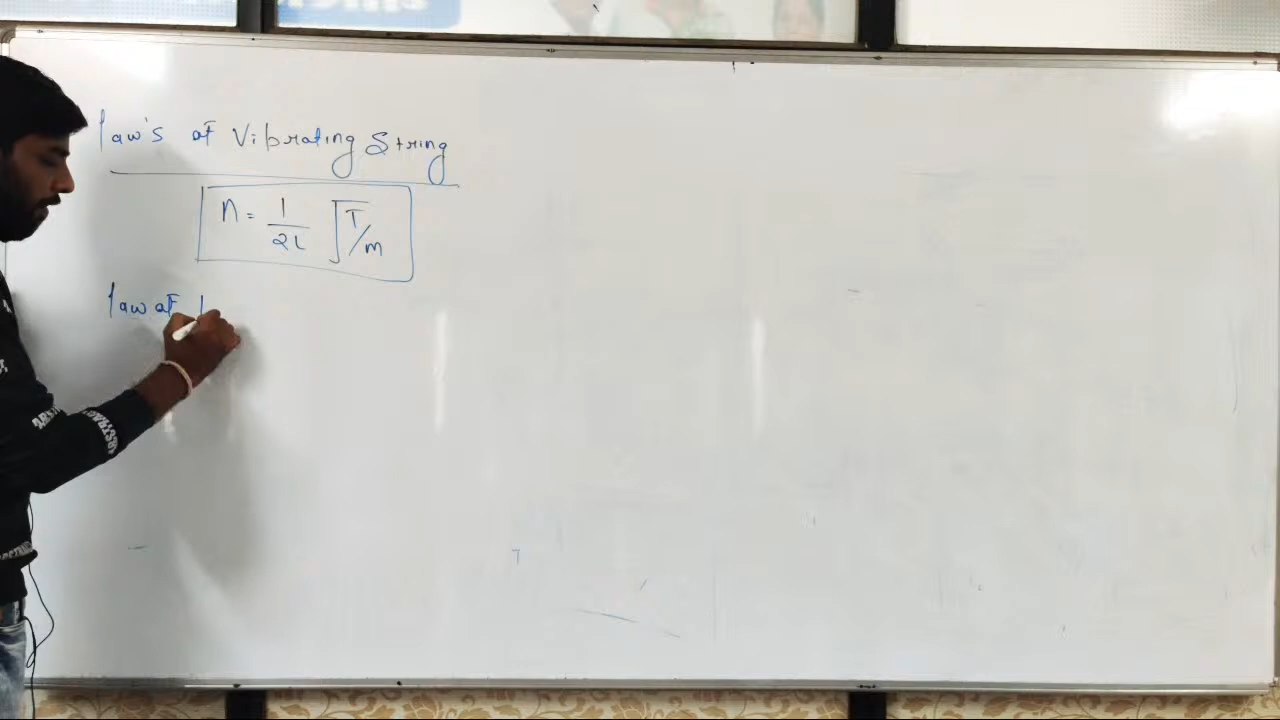 law's of Vibrating String
n = 1/2l √T/m
law of l